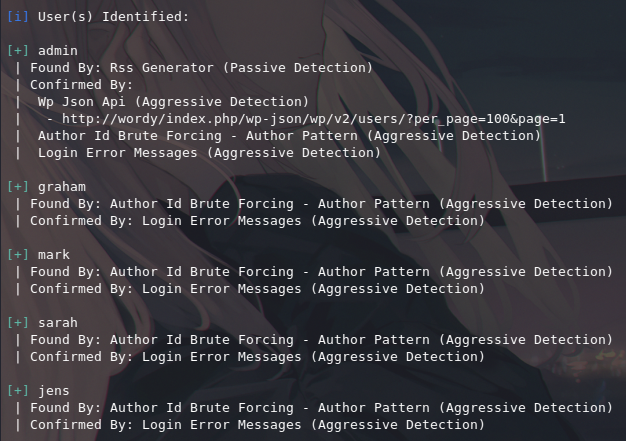 [i] User(s) Identified:
[+] admin
| Found By: Rss Generator (Passive Detection)
| Confirmed By:
|  Wp Json Api (Aggressive Detection)
|   - http://wordy/index.php/wp-json/wp/v2/users/?per_page=100&page=1
|  Author Id Brute Forcing - Author Pattern (Aggressive Detection)
|  Login Error Messages (Aggressive Detection)
[+] graham
| Found By: Author Id Brute Forcing - Author Pattern (Aggressive Detection)
| Confirmed By: Login Error Messages (Aggressive Detection)
[+] mark
| Found By: Author Id Brute Forcing - Author Pattern (Aggressive Detection)
| Confirmed By: Login Error Messages (Aggressive Detection)
[+] sarah
| Found By: Author Id Brute Forcing - Author Pattern (Aggressive Detection)
| Confirmed By: Login Error Messages (Aggressive Detection)
[+] jens
| Found By: Author Id Brute Forcing - Author Pattern (Aggressive Detection)
| Confirmed By: Login Error Messages (Aggressive Detection)